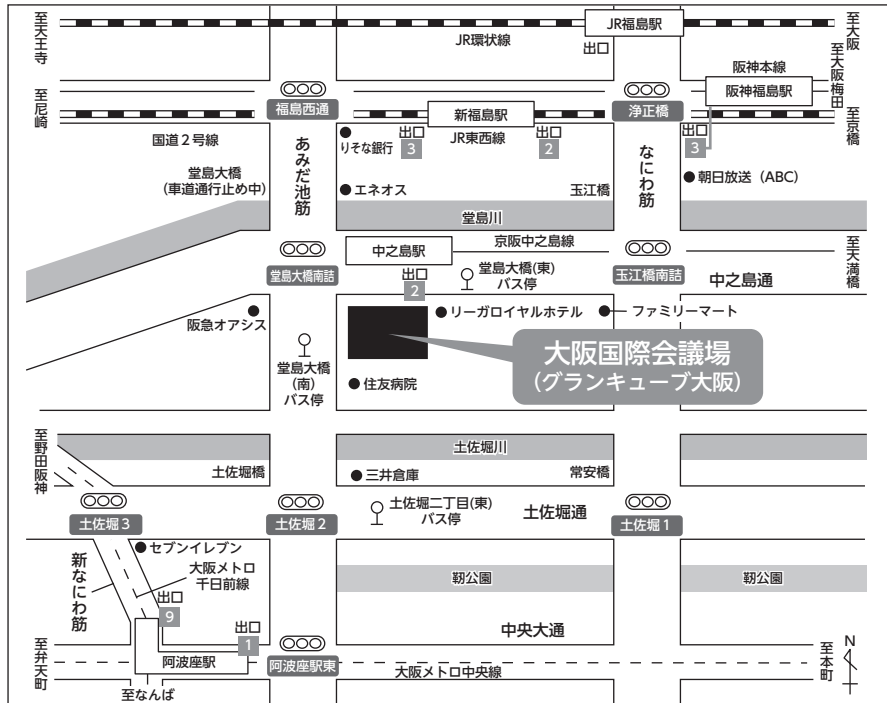 至天王寺
JR環状線
JR福島駅
出口
至大阪
至大阪梅田
阪神本線
阪神福島駅
至尼崎
福島西通
新福島駅
浄正橋
至京橋
国道2号線
りそな銀行
出口
3
JR東西線
出口
2
出口
3
堂島大橋
(車道通行止め中)
あみだ池筋
エネオス
玉江橋
なにわ筋
朝日放送(ABC)
堂島川
堂島大橋南詰
中之島駅
京阪中之島線
玉江橋南詰
至天満橋
出口
2
堂島大橋(東)
バス停
中之島通
阪急オアシス
リーガロイヤルホテル
ファミリーマート
大阪国際会議場
(グランキューブ大阪)
堂島大橋
(南)
バス停
住友病院
至野田阪神
土佐堀川
土佐堀橋
三井倉庫
常安橋
土佐堀3
土佐堀2
土佐堀二丁目(東)
バス停
土佐堀通
土佐堀1
セブンイレブン
新なにわ筋
大阪メトロ
千日前線
靭公園
靭公園
出口
9
出口
1
中央大通
至弁天町
阿波座駅
阿波座駅東
大阪メトロ中央線
至本町
N
至なんば